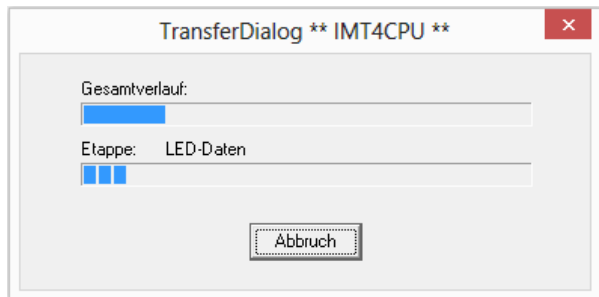 TransferDialog ** IMT4CPU **
Gesamtverlauf:
Etappe: LED-Daten
Abbruch